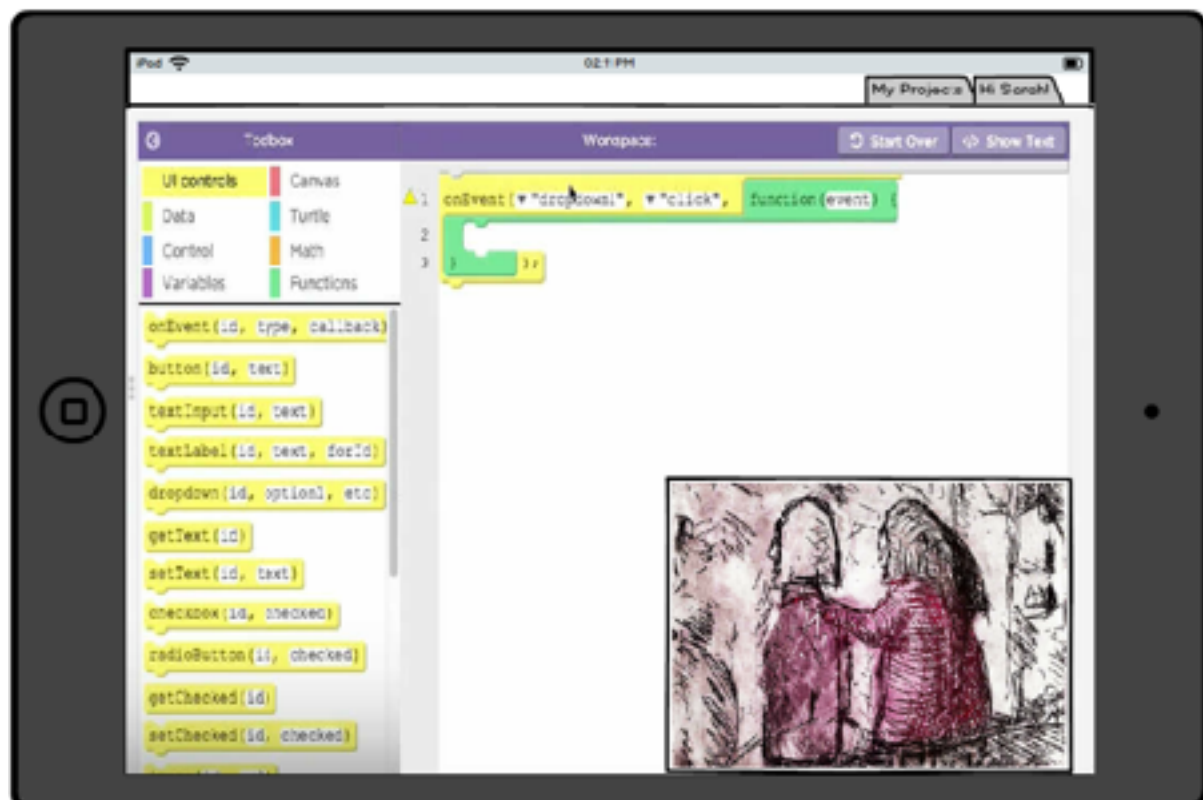 iPad
02:11 PM
My Projects
Hi Sarah!
Toolbox
Workspace:
Start Over
</> Show Text
UI controls
Canvas
Data
Turtle
Control
Math
Variables
Functions
1 onEvent(▼"dropdown1", ▼"click", function(event) {
2
3 } );
onEvent(id, type, callback)
button(id, text)
textInput(id, text)
textLabel(id, text, forId)
dropdown(id, option1, etc)
getText(id)
setText(id, text)
checkbox(id, checked)
radioButton(id, checked)
getChecked(id)
setChecked(id, checked)